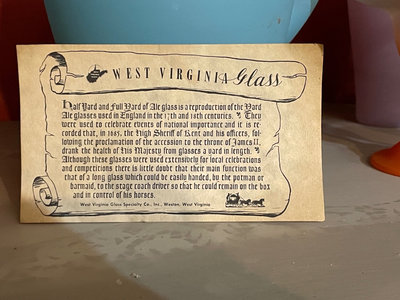 WEST VIRGINIA Glass
Half Yard and Full Yard of Ale glass is a reproduction of the Yard
Ale glasses used in England in the 17th and 18th centuries. They
were used to celebrate events of national importance and it is re-
corded that, in 1685, the High Sheriff of Kent and his officers, fol-
lowing the proclamation of the accession to the throne of James II,
drank the health of His Majesty from glasses a yard in length.
Although these glasses were used extensively for local celebrations
and competitions there is little doubt that their main function was
that of a long glass which could be easily handed, by the potman or
barmaid, to the stage coach driver so that he could remain on the box
and in control of his horses.
West Virginia Glass Specialty Co., Inc., Weston, West Virginia